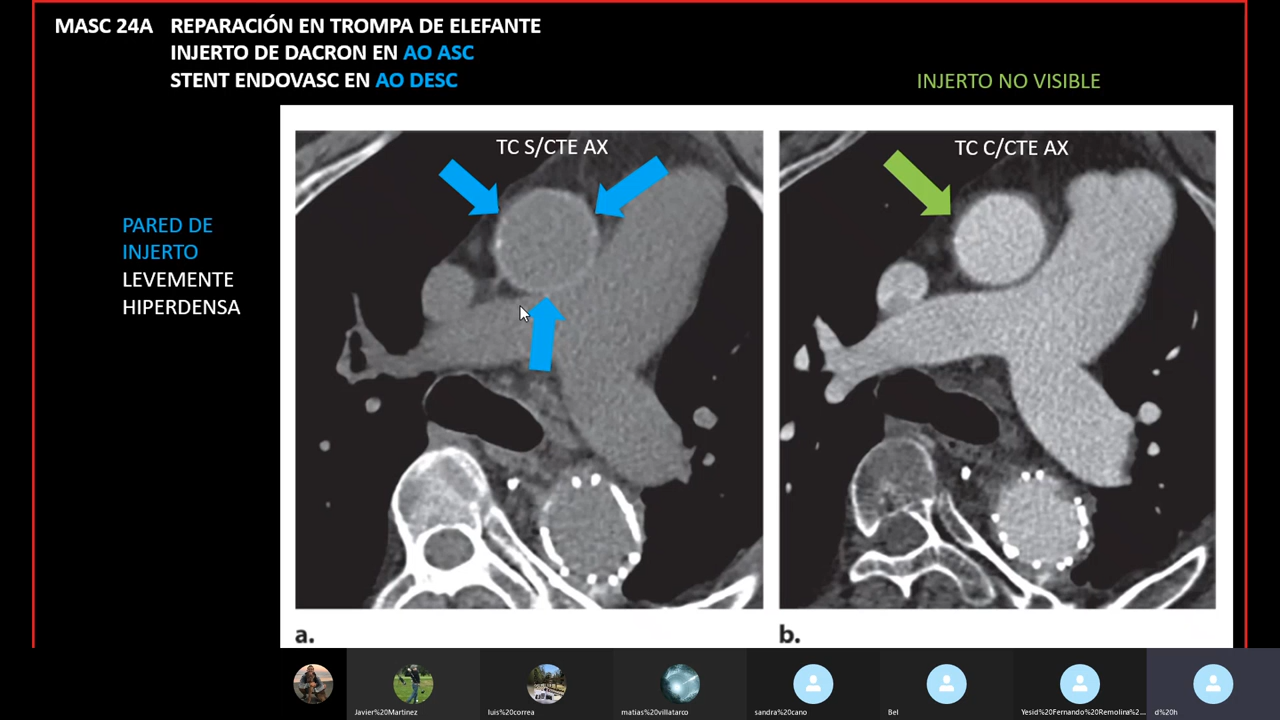 MASC 24A REPARACIÓN EN TROMPA DE ELEFANTE
INJERTO DE DACRON EN AO ASC
STENT ENDOVASC EN AO DESC
INJERTO NO VISIBLE
TC S/CTE AX
TC C/CTE AX
PARED DE
INJERTO
LEVEMENTE
HIPERDENSA
a.
b.
Javier%20Martinez
luis%20correa
matias%20villatarco
sandra%20cano
Bel
Yesid%20Fernando%20Remolina%2...
d%20h